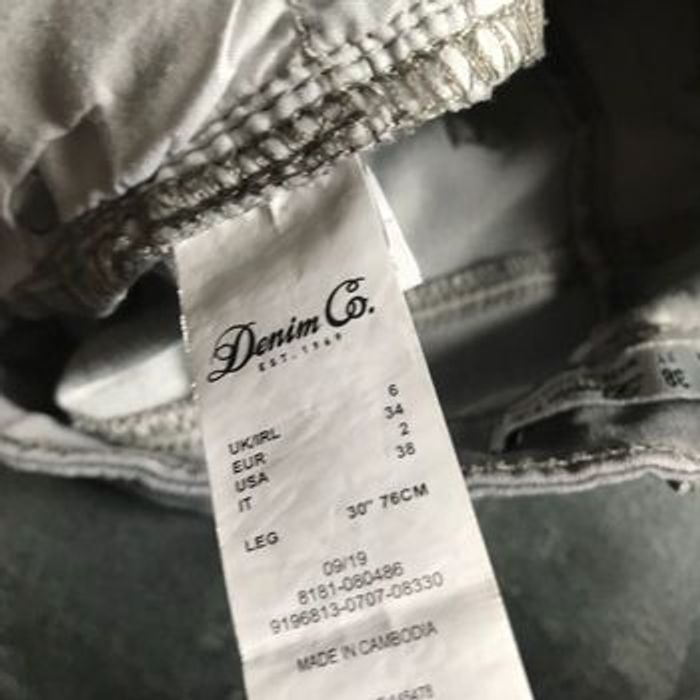 Denim Co.
EST. 1969
UK/IRL 6
EUR 34
USA 2
IT 38
LEG 30" 76CM
09/19
8181-080486
9196813-0707-08330
MADE IN CAMBODIA